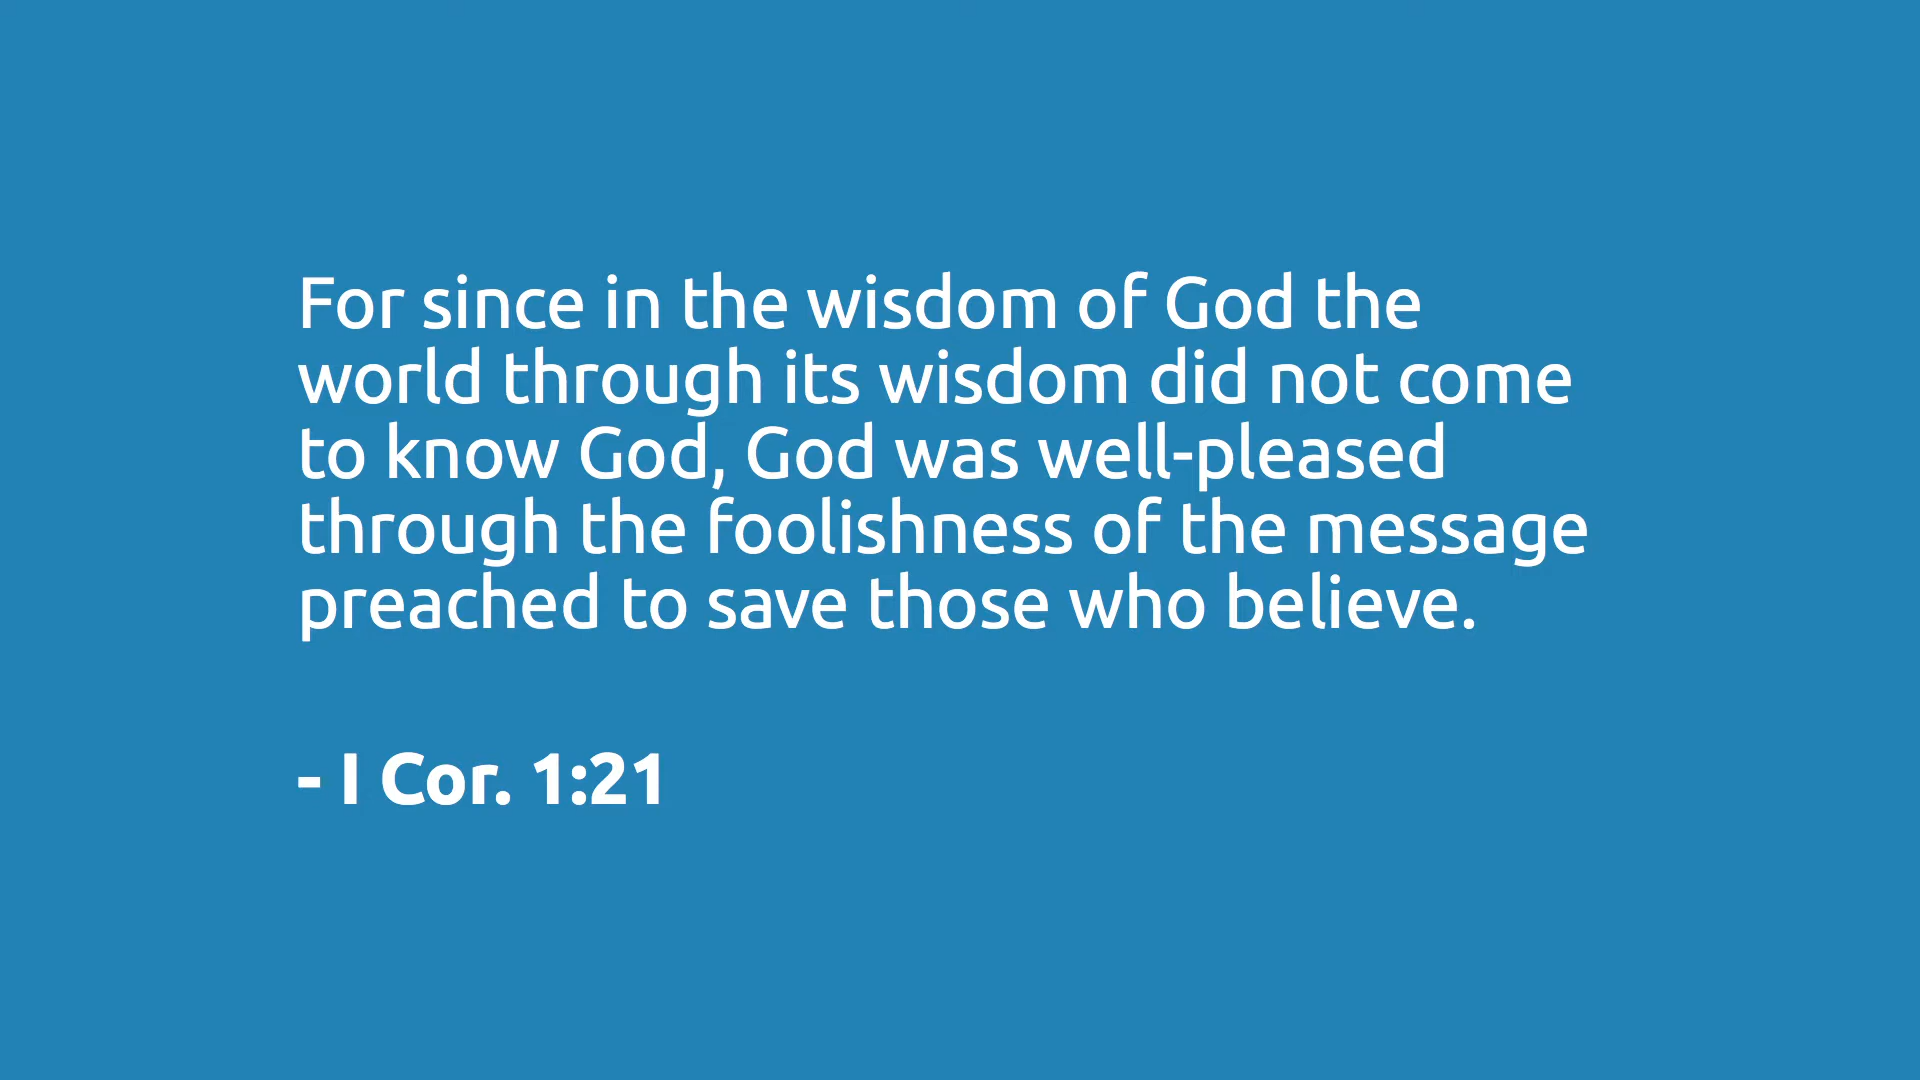 For since in the wisdom of God the
world through its wisdom did not come
to know God, God was well-pleased
through the foolishness of the message
preached to save those who believe.
- I Cor. 1:21